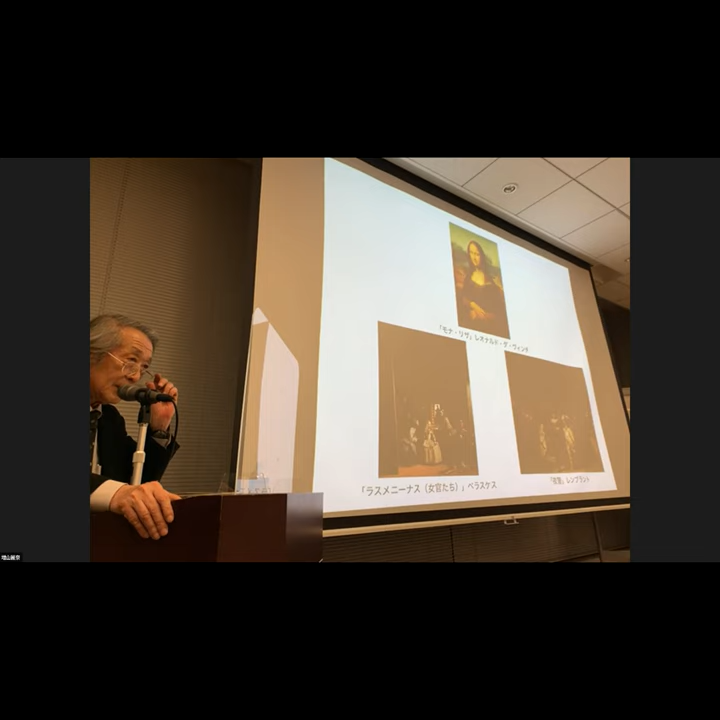 「モナ・リザ」レオナルド・ダ・ヴィンチ
「ラスメニーナス（女官たち）」ベラスケス
「夜警」レンブラント